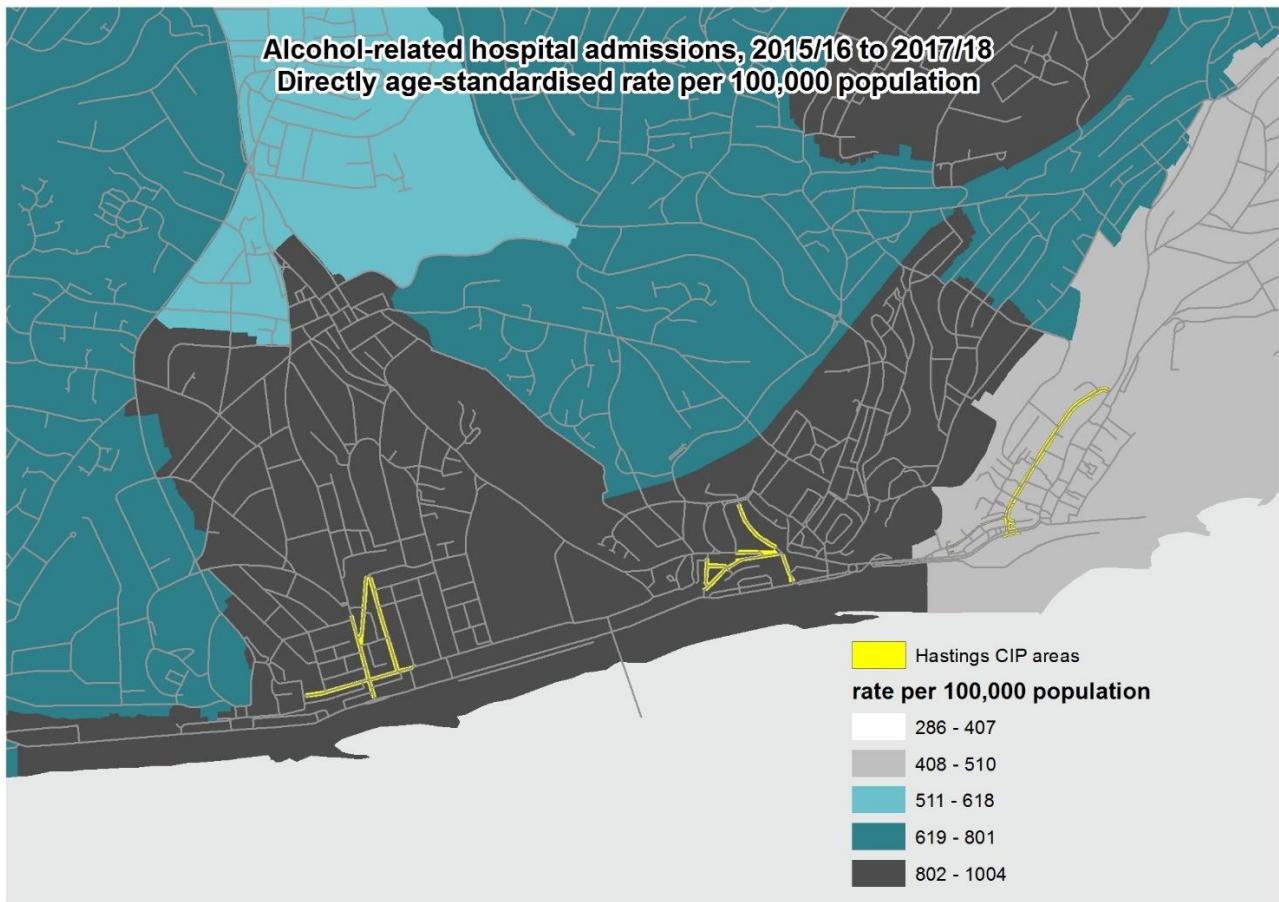 Alcohol-related hospital admissions, 2015/16 to 2017/18
Directly age-standardised rate per 100,000 population
Hastings CIP areas
rate per 100,000 population
286 - 407
408 - 510
511 - 618
619 - 801
802 - 1004